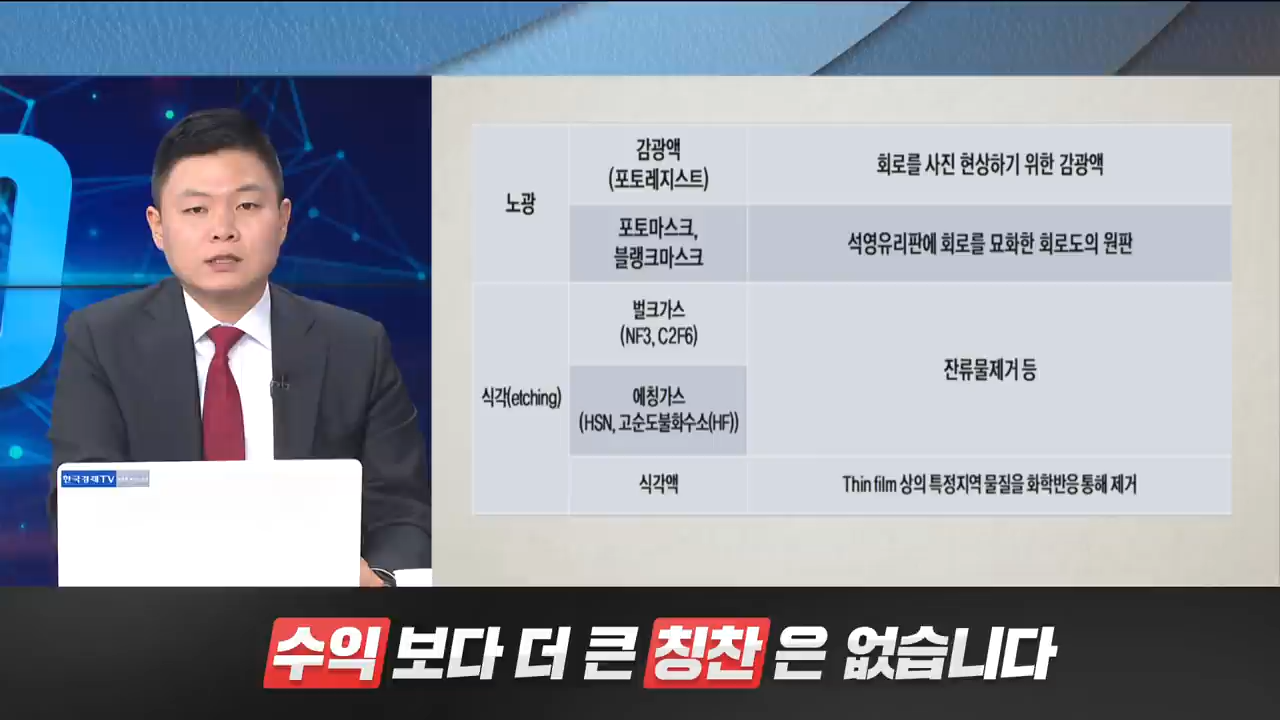 노광
감광액
(포토레지스트)
회로를 사진 현상하기 위한 감광액
포토마스크,
블랭크마스크
석영유리판에 회로를 묘화한 회로도의 원판
식각(etching)
벌크가스
(NF3, C2F6)
잔류물제거 등
에칭가스
(HSN, 고순도불화수소(HF))
식각액
Thin film 상의 특정지역 물질을 화학반응 통해 제거
한국경제TV
수익 보다 더 큰 칭찬 은 없습니다